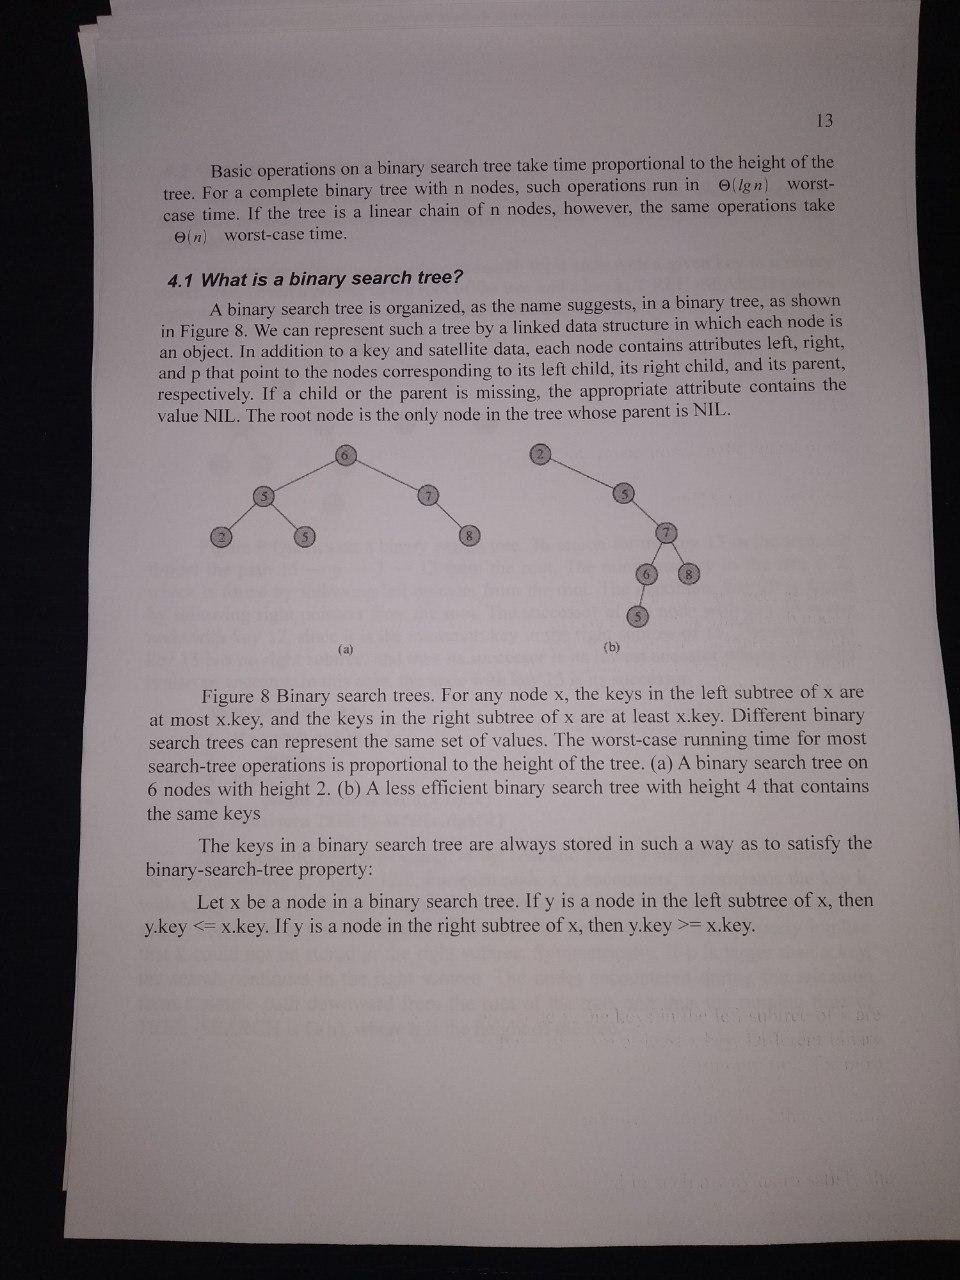 13
Basic operations on a binary search tree take time proportional to the height of the
tree. For a complete binary tree with n nodes, such operations run in Θ(lg n) worst-
case time. If the tree is a linear chain of n nodes, however, the same operations take
Θ(n) worst-case time.
4.1 What is a binary search tree?
A binary search tree is organized, as the name suggests, in a binary tree, as shown
in Figure 8. We can represent such a tree by a linked data structure in which each node is
an object. In addition to a key and satellite data, each node contains attributes left, right,
and p that point to the nodes corresponding to its left child, its right child, and its parent,
respectively. If a child or the parent is missing, the appropriate attribute contains the
value NIL. The root node is the only node in the tree whose parent is NIL.
6
5 7
2 5 8
(a)
2
5
7
6 8
5
(b)
Figure 8 Binary search trees. For any node x, the keys in the left subtree of x are
at most x.key, and the keys in the right subtree of x are at least x.key. Different binary
search trees can represent the same set of values. The worst-case running time for most
search-tree operations is proportional to the height of the tree. (a) A binary search tree on
6 nodes with height 2. (b) A less efficient binary search tree with height 4 that contains
the same keys
The keys in a binary search tree are always stored in such a way as to satisfy the
binary-search-tree property:
Let x be a node in a binary search tree. If y is a node in the left subtree of x, then
y.key <= x.key. If y is a node in the right subtree of x, then y.key >= x.key.